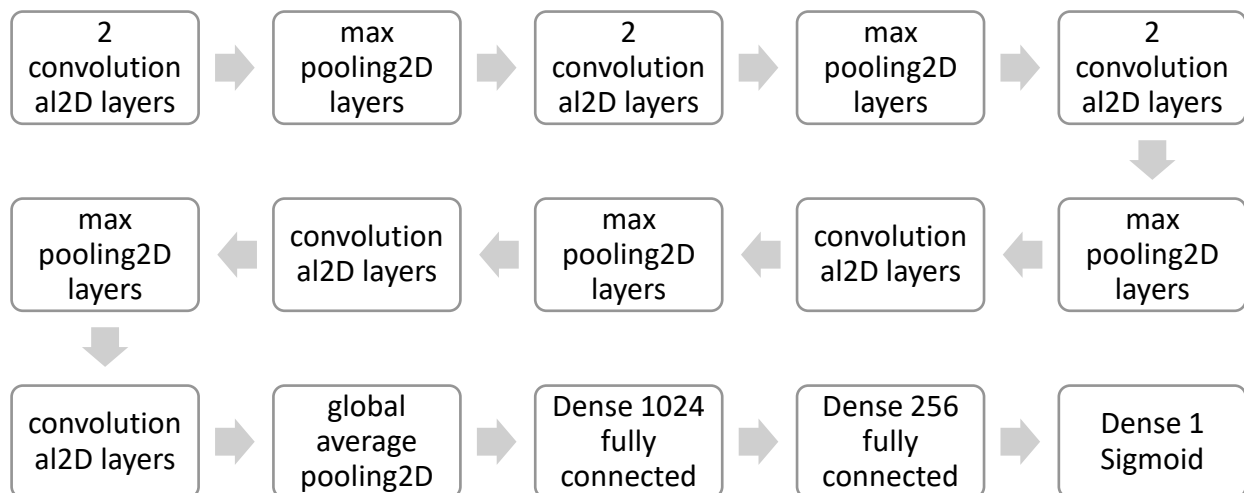 2
convolution
al2D layers
max
pooling2D
layers
2
convolution
al2D layers
max
pooling2D
layers
2
convolution
al2D layers
max
pooling2D
layers
convolution
al2D layers
max
pooling2D
layers
convolution
al2D layers
max
pooling2D
layers
convolution
al2D layers
global
average
pooling2D
Dense 1024
fully
connected
Dense 256
fully
connected
Dense 1
Sigmoid